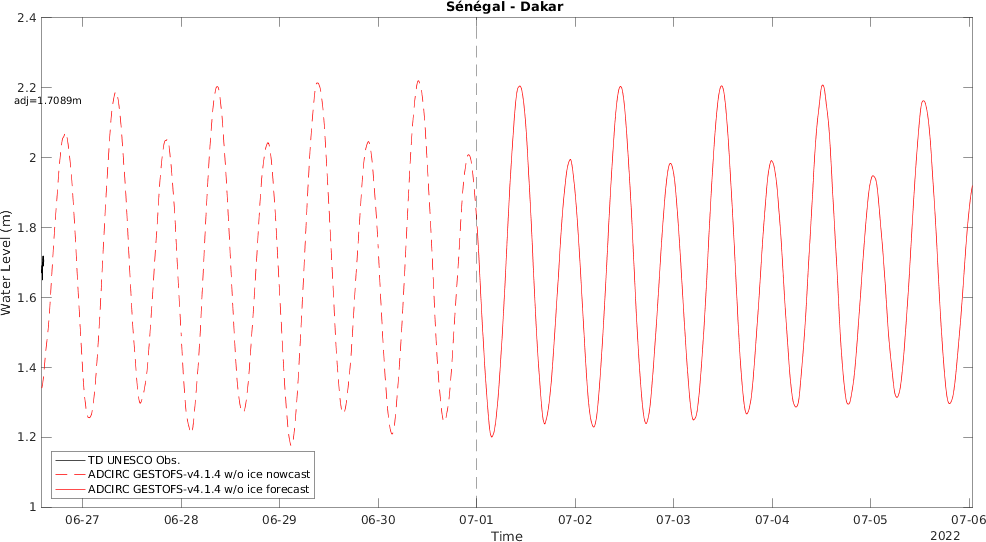 Sénégal - Dakar
2.4
2.2
adj=1.7089m
2
1.8
1.6
1.4
1.2
1
Water Level (m)
TD UNESCO Obs.
ADCIRC GESTOFS-v4.1.4 w/o ice nowcast
ADCIRC GESTOFS-v4.1.4 w/o ice forecast
06-27 06-28 06-29 06-30 07-01 07-02 07-03 07-04 07-05 07-06
Time
2022